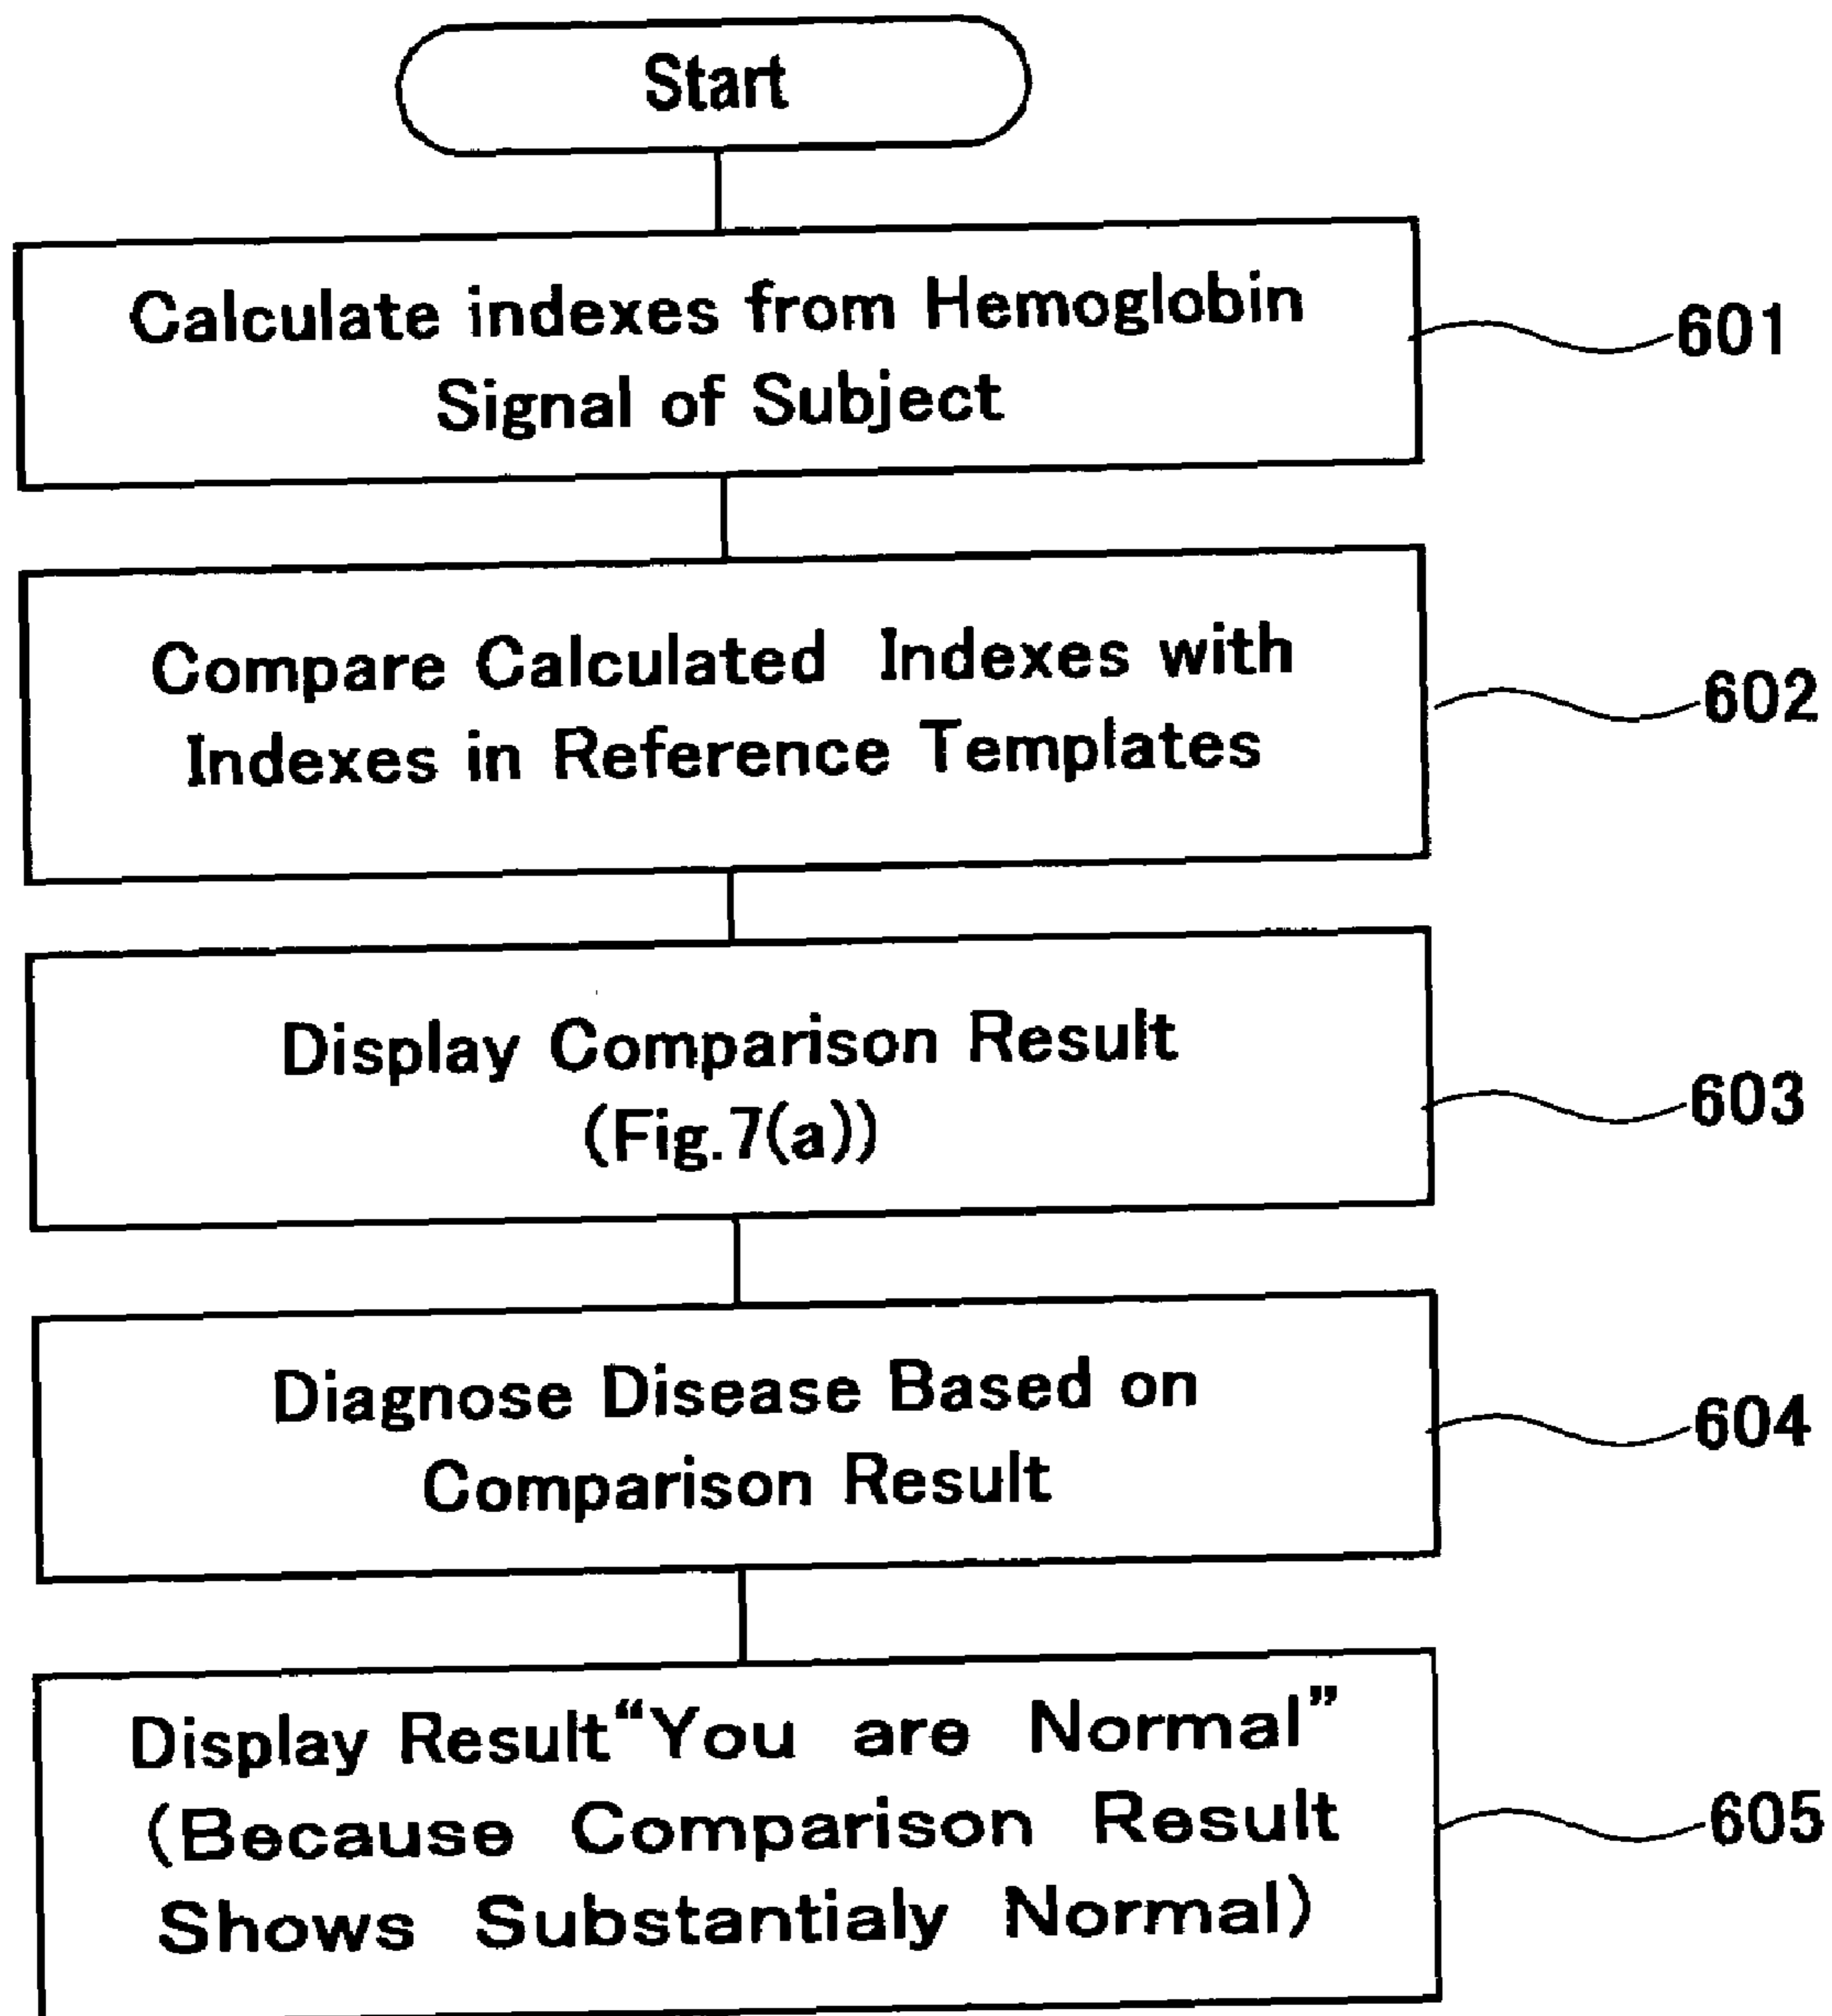 Start
Calculate indexes from Hemoglobin
Signal of Subject
601
Compare Calculated Indexes with
Indexes in Reference Templates
602
Display Comparison Result
(Fig.7(a))
603
Diagnose Disease Based on
Comparison Result
604
Display Result“You are Normal”
(Because Comparison Result
Shows Substantialy Normal)
605